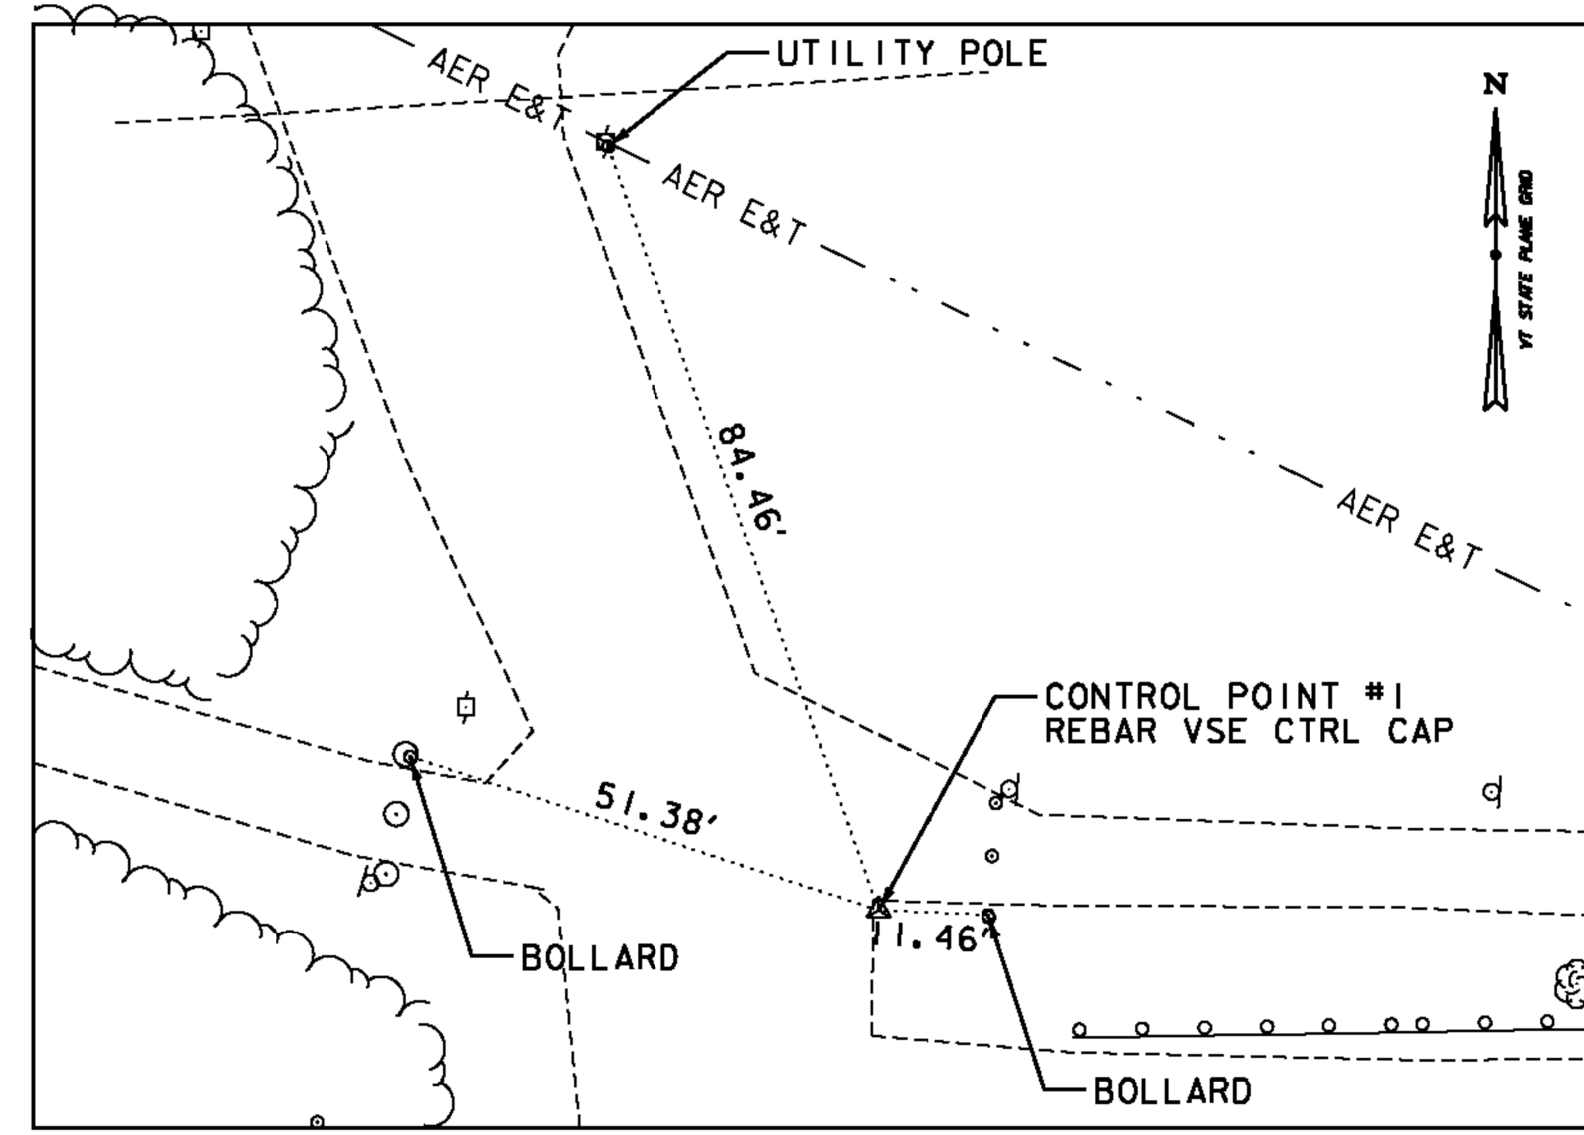 UTILITY POLE
AER E&T
N
VT STATE PLANE GRID
AER E&T
84.46'
AER E&T
CONTROL POINT #1
REBAR VSE CTRL CAP
51.38'
11.46'
BOLLARD
BOLLARD